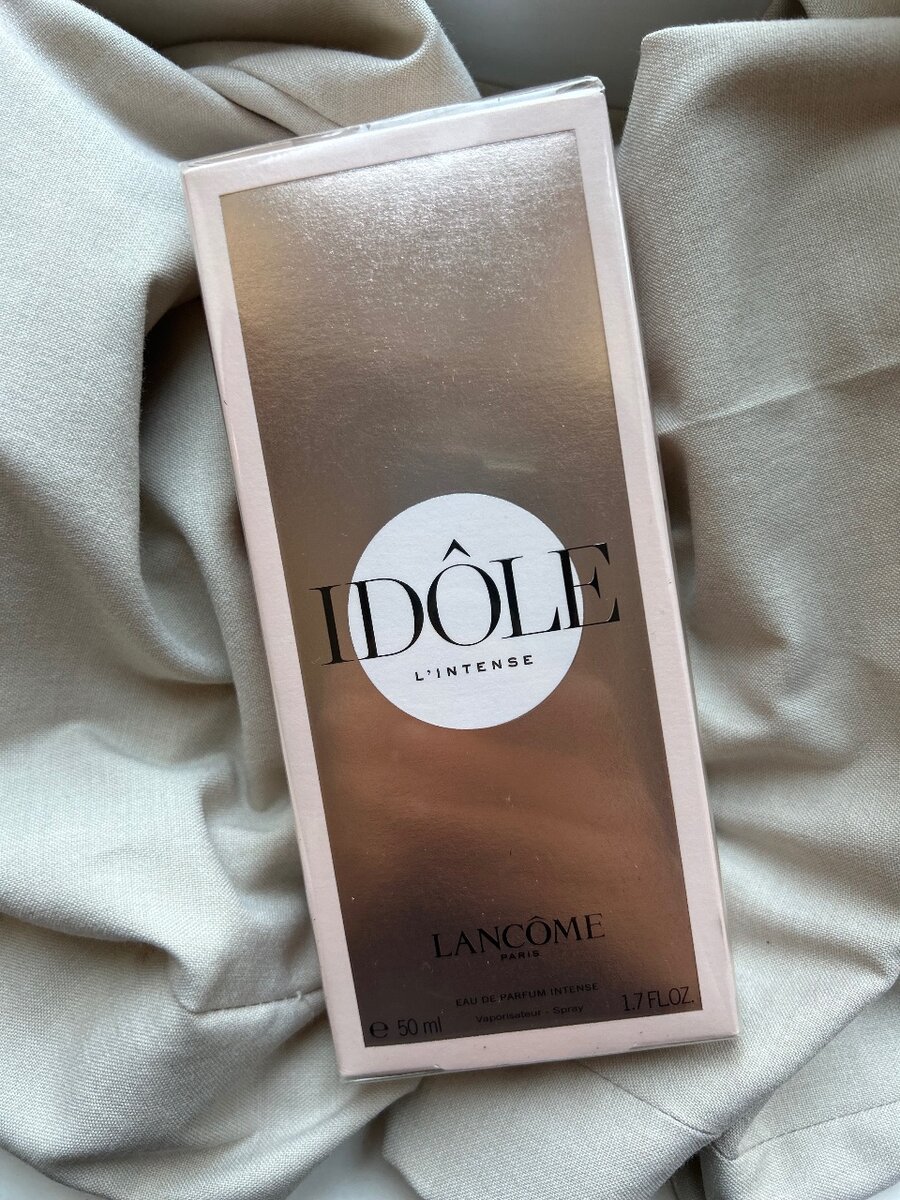 IDÔLE
L'INTENSE
LANCÔME
PARIS
EAU DE PARFUM INTENSE
Vaporisateur - Spray
℮ 50 ml 1.7 FL.OZ.